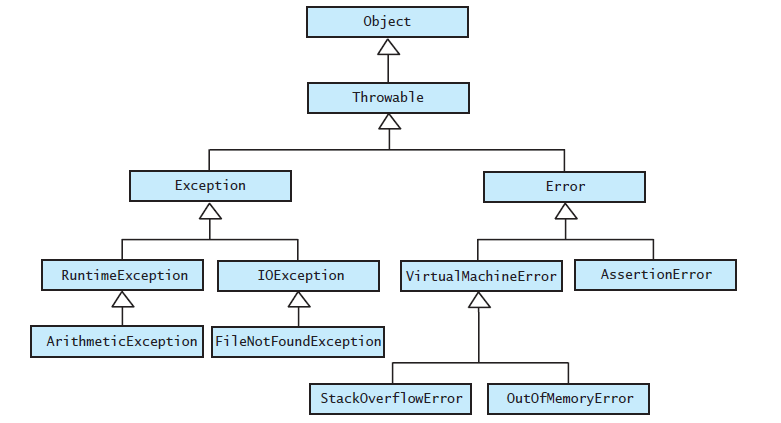 Object
Throwable
Exception
Error
RuntimeException
IOException
VirtualMachineError
AssertionError
ArithmeticException
FileNotFoundException
StackOverflowError
OutOfMemoryError